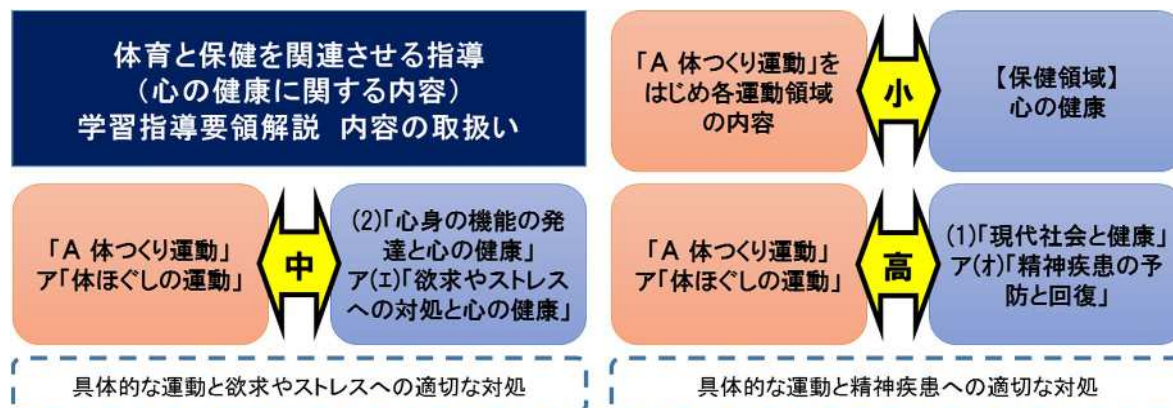 体育と保健を関連させる指導
（心の健康に関する内容）
学習指導要領解説 内容の取扱い
「A 体つくり運動」を
はじめ各運動領域
の内容
小
【保健領域】
心の健康
「A 体つくり運動」
ア「体ほぐしの運動」
中
(2)「心身の機能の発
達と心の健康」
ア(エ)「欲求やストレス
への対処と心の健康」
「A 体つくり運動」
ア「体ほぐしの運動」
高
(1)「現代社会と健康」
ア(オ)「精神疾患の予
防と回復」
具体的な運動と欲求やストレスへの適切な対処
具体的な運動と精神疾患への適切な対処